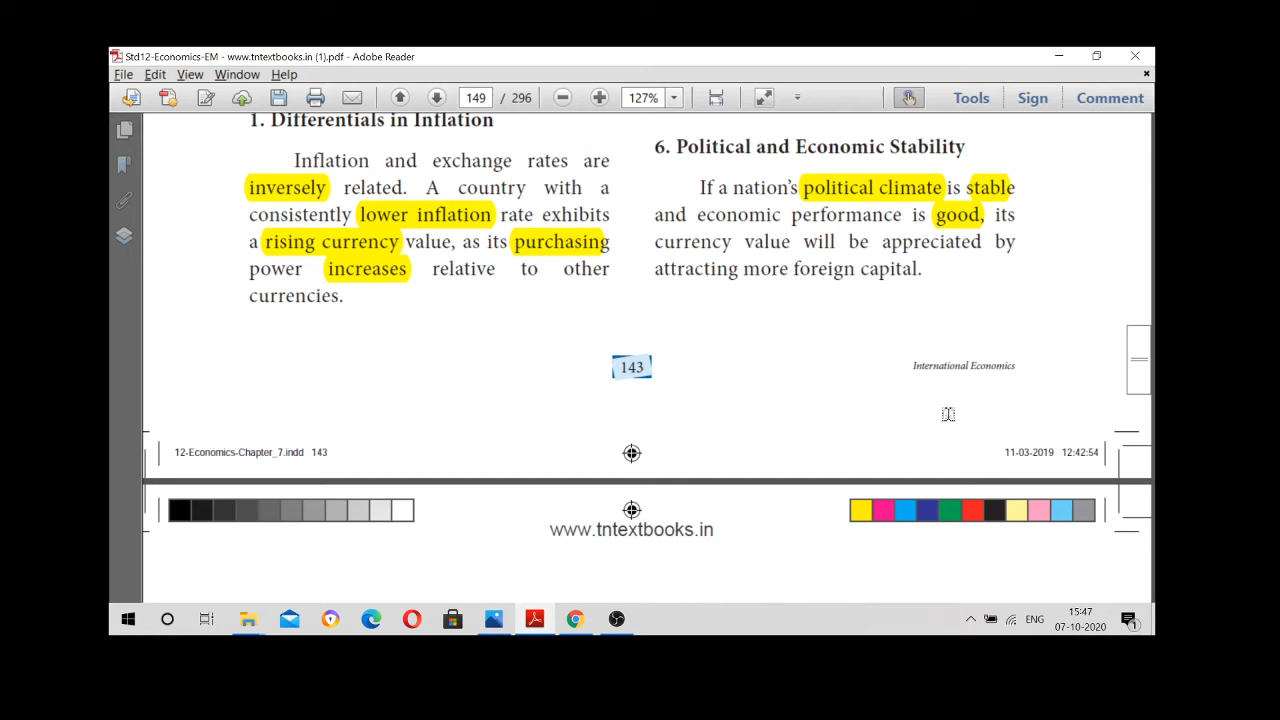 Std12-Economics-EM - www.tntextbooks.in (1).pdf - Adobe Reader
File Edit View Window Help
149 / 296 127% Tools Sign Comment
1. Differentials in Inflation
Inflation and exchange rates are
inversely related. A country with a
consistently lower inflation rate exhibits
a rising currency value, as its purchasing
power increases relative to other
currencies.
6. Political and Economic Stability
If a nation’s political climate is stable
and economic performance is good, its
currency value will be appreciated by
attracting more foreign capital.
143
International Economics
12-Economics-Chapter_7.indd 143
11-03-2019 12:42:54
www.tntextbooks.in
ENG
15:47
07-10-2020
1